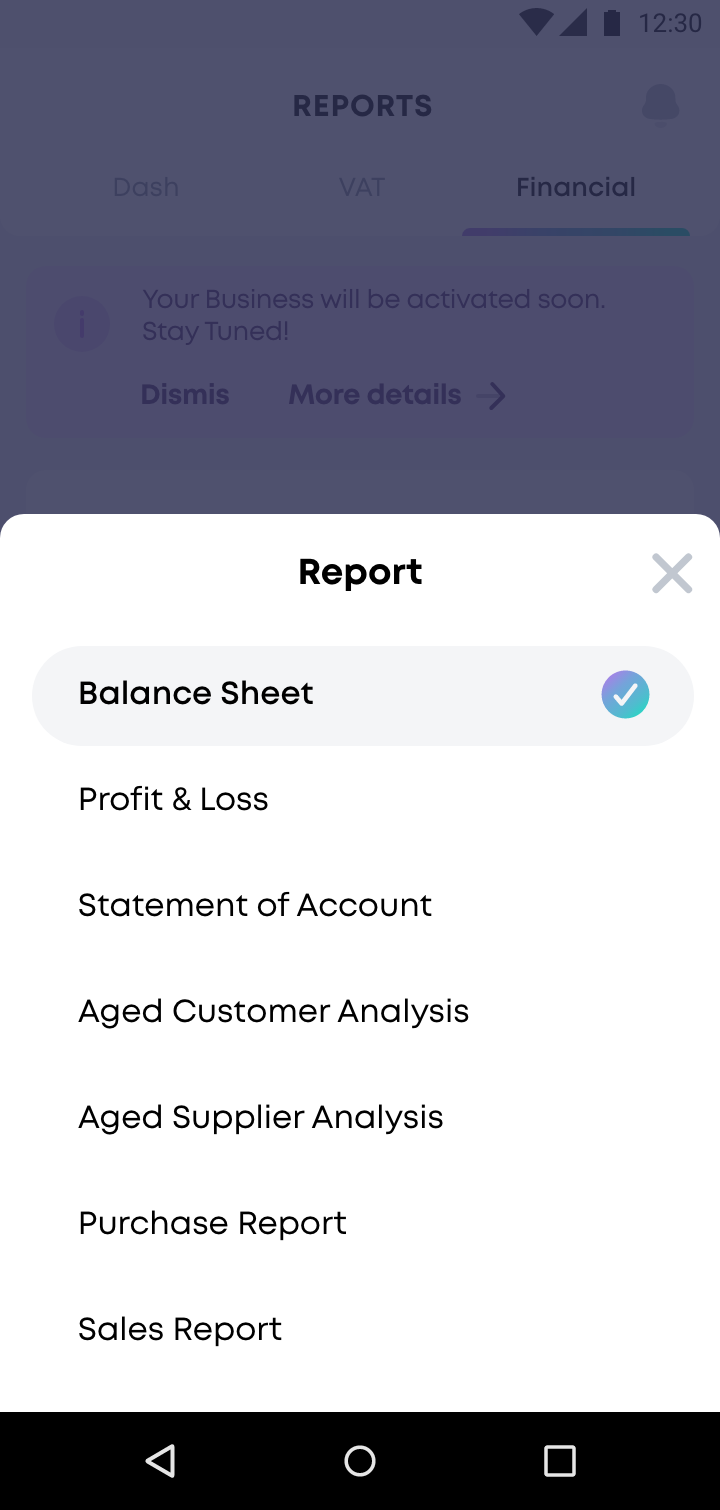 12:30
REPORTS
Dash VAT Financial
i
Your Business will be activated soon.
Stay Tuned!
Dismis More details
Report
Balance Sheet
Profit & Loss
Statement of Account
Aged Customer Analysis
Aged Supplier Analysis
Purchase Report
Sales Report